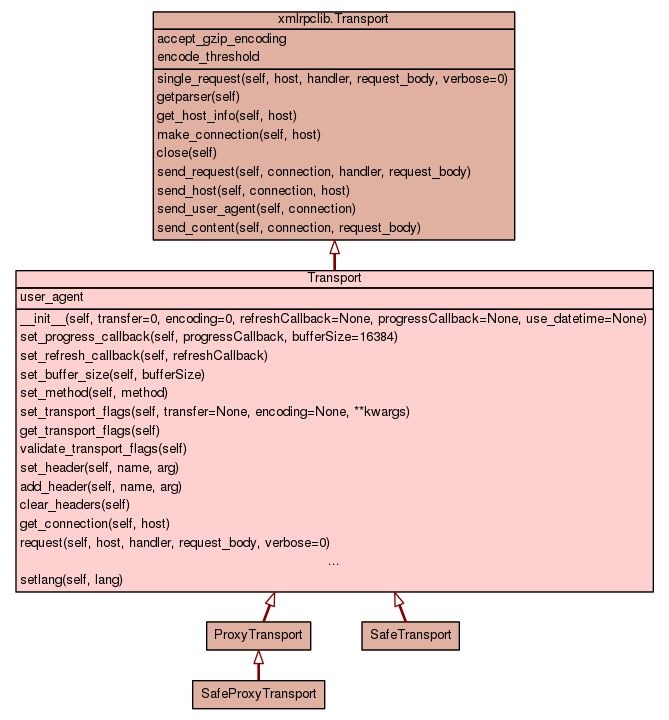 xmlrpclib.Transport
accept_gzip_encoding
encode_threshold
single_request(self, host, handler, request_body, verbose=0)
getparser(self)
get_host_info(self, host)
make_connection(self, host)
close(self)
send_request(self, connection, handler, request_body)
send_host(self, connection, host)
send_user_agent(self, connection)
send_content(self, connection, request_body)
Transport
user_agent
__init__(self, transfer=0, encoding=0, refreshCallback=None, progressCallback=None, use_datetime=None)
set_progress_callback(self, progressCallback, bufferSize=16384)
set_refresh_callback(self, refreshCallback)
set_buffer_size(self, bufferSize)
set_method(self, method)
set_transport_flags(self, transfer=None, encoding=None, **kwargs)
get_transport_flags(self)
validate_transport_flags(self)
set_header(self, name, arg)
add_header(self, name, arg)
clear_headers(self)
get_connection(self, host)
request(self, host, handler, request_body, verbose=0)
...
setlang(self, lang)
ProxyTransport
SafeTransport
SafeProxyTransport